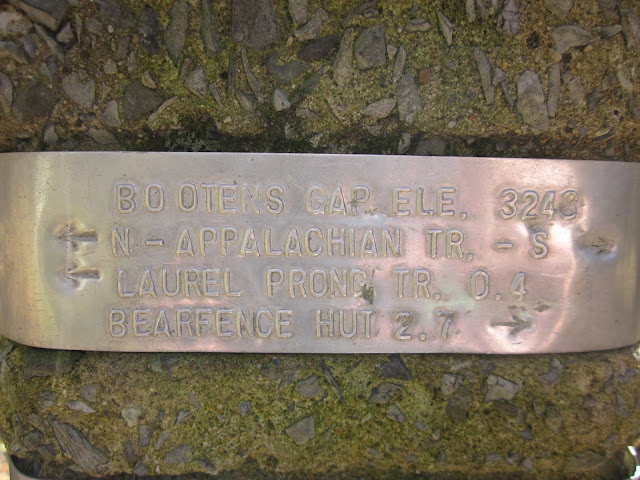 BOOTENS GAP ELE. 3243
N - APPALACHIAN TR. - S
LAUREL PRONG TR. 0.4
BEARFENCE HUT 2.7